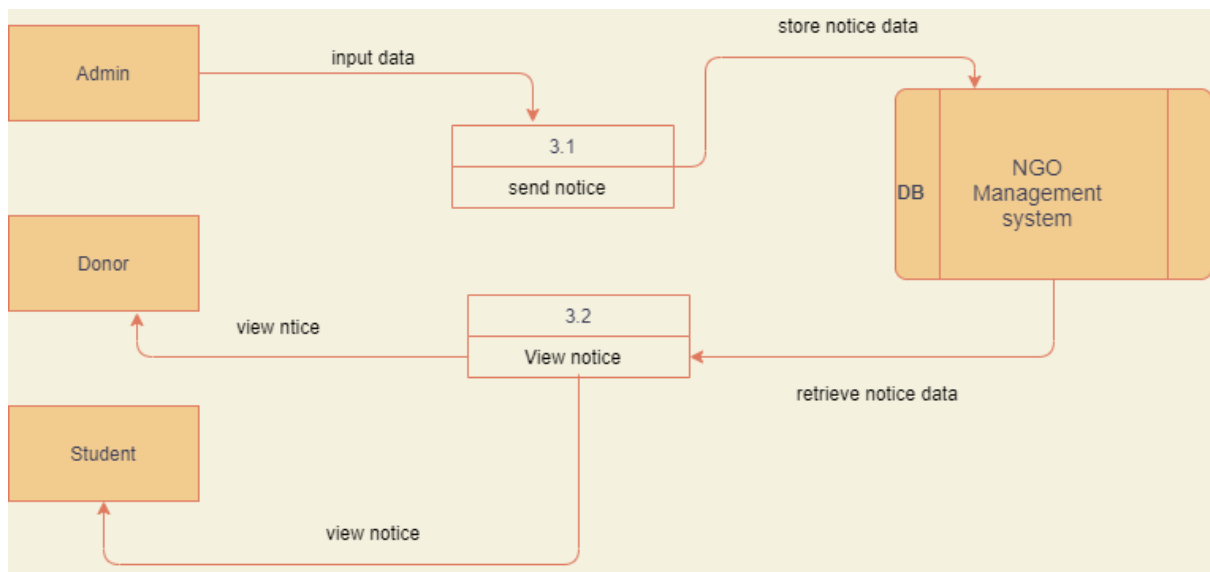 store notice data
input data
Admin
3.1
send notice
DB
NGO
Management
system
Donor
3.2
view ntice
View notice
retrieve notice data
Student
view notice